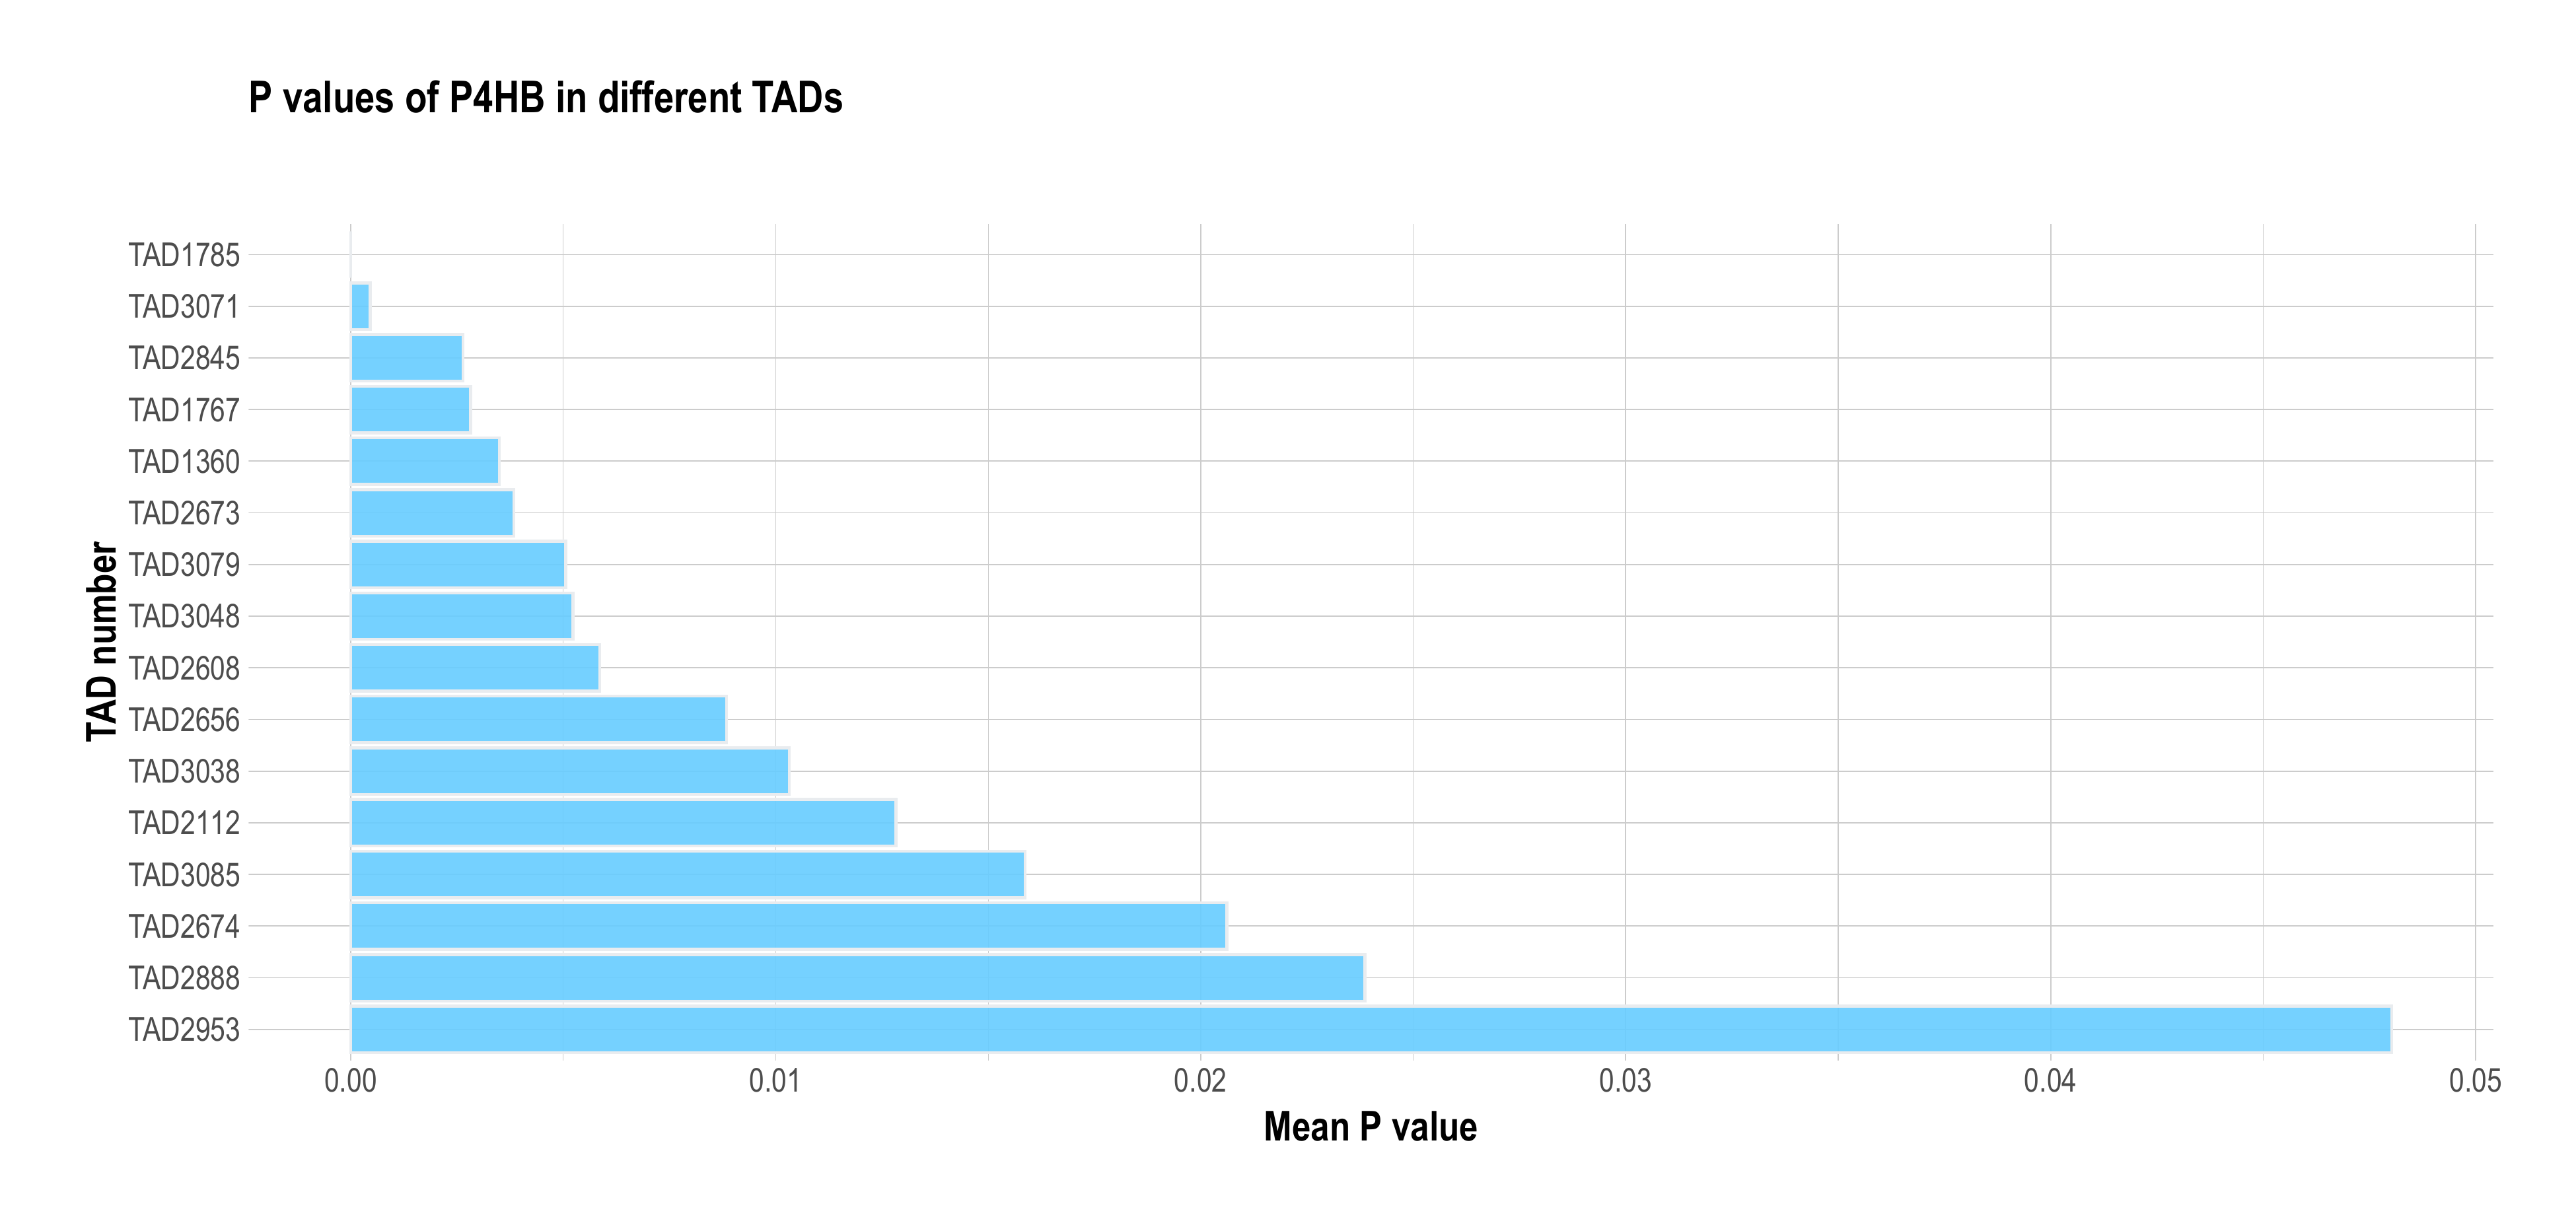 P values of P4HB in different TADs
TAD number
TAD1785
TAD3071
TAD2845
TAD1767
TAD1360
TAD2673
TAD3079
TAD3048
TAD2608
TAD2656
TAD3038
TAD2112
TAD3085
TAD2674
TAD2888
TAD2953
0.00 0.01 0.02 0.03 0.04 0.05
Mean P value